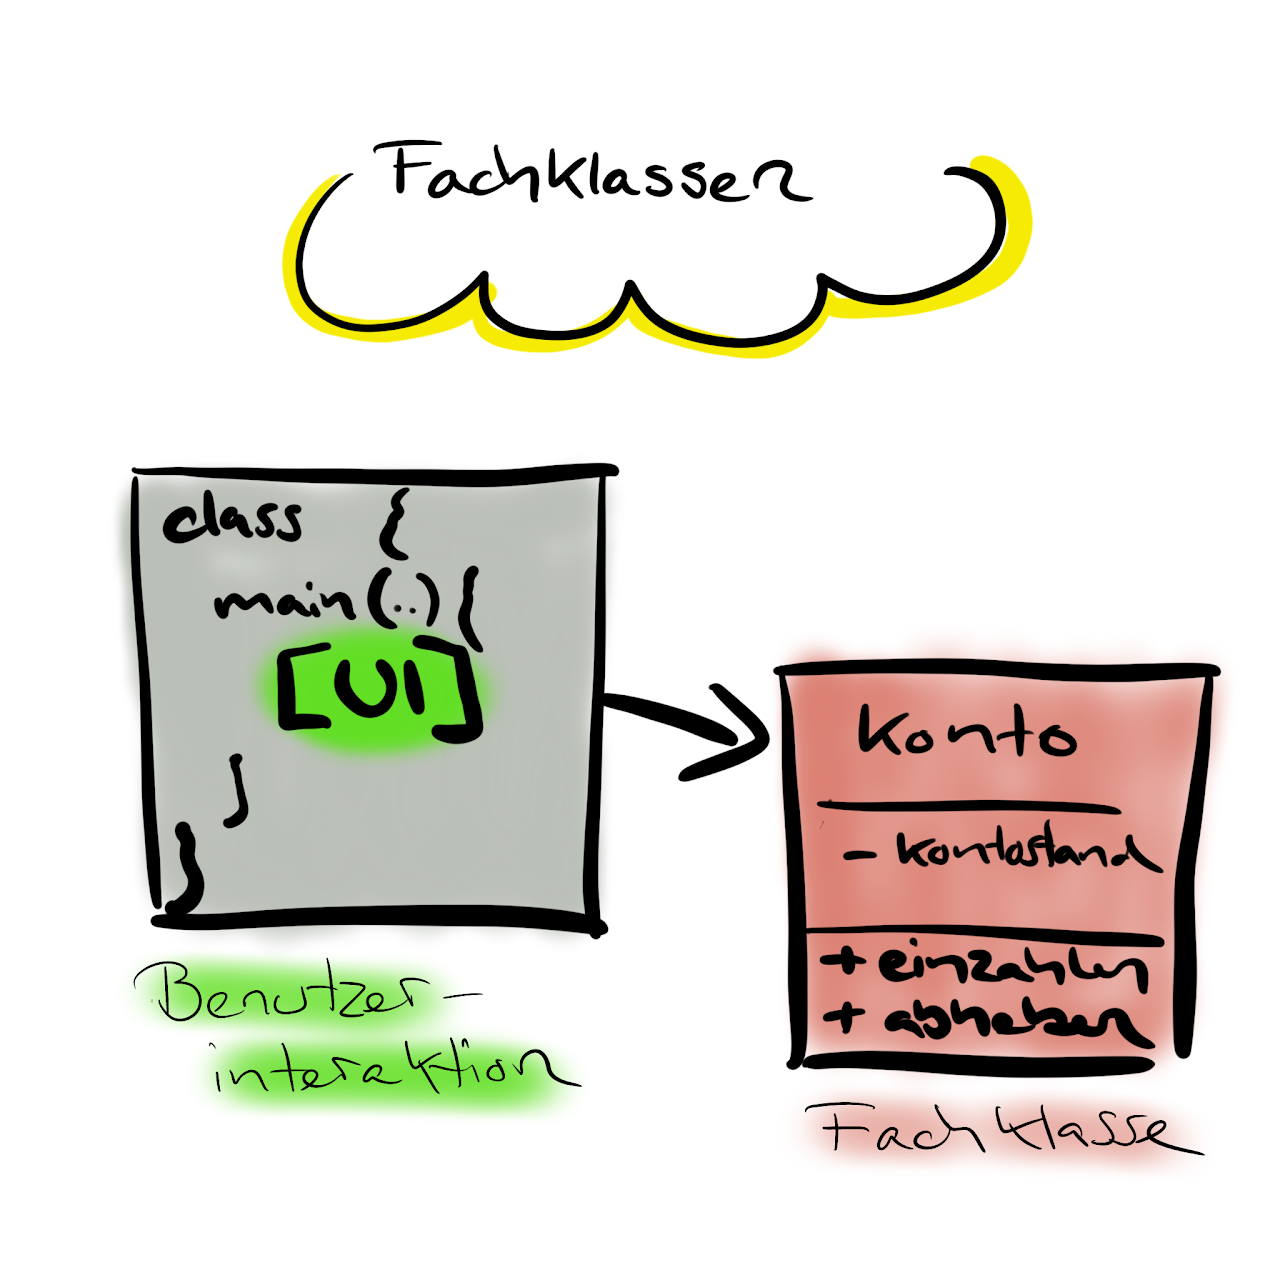 Fachklassen
class {
main(..){
[UI]
}
}
Benutzer-
interaktion
Konto
- Kontostand
+ einzahlen
+ abheben
Fachklasse